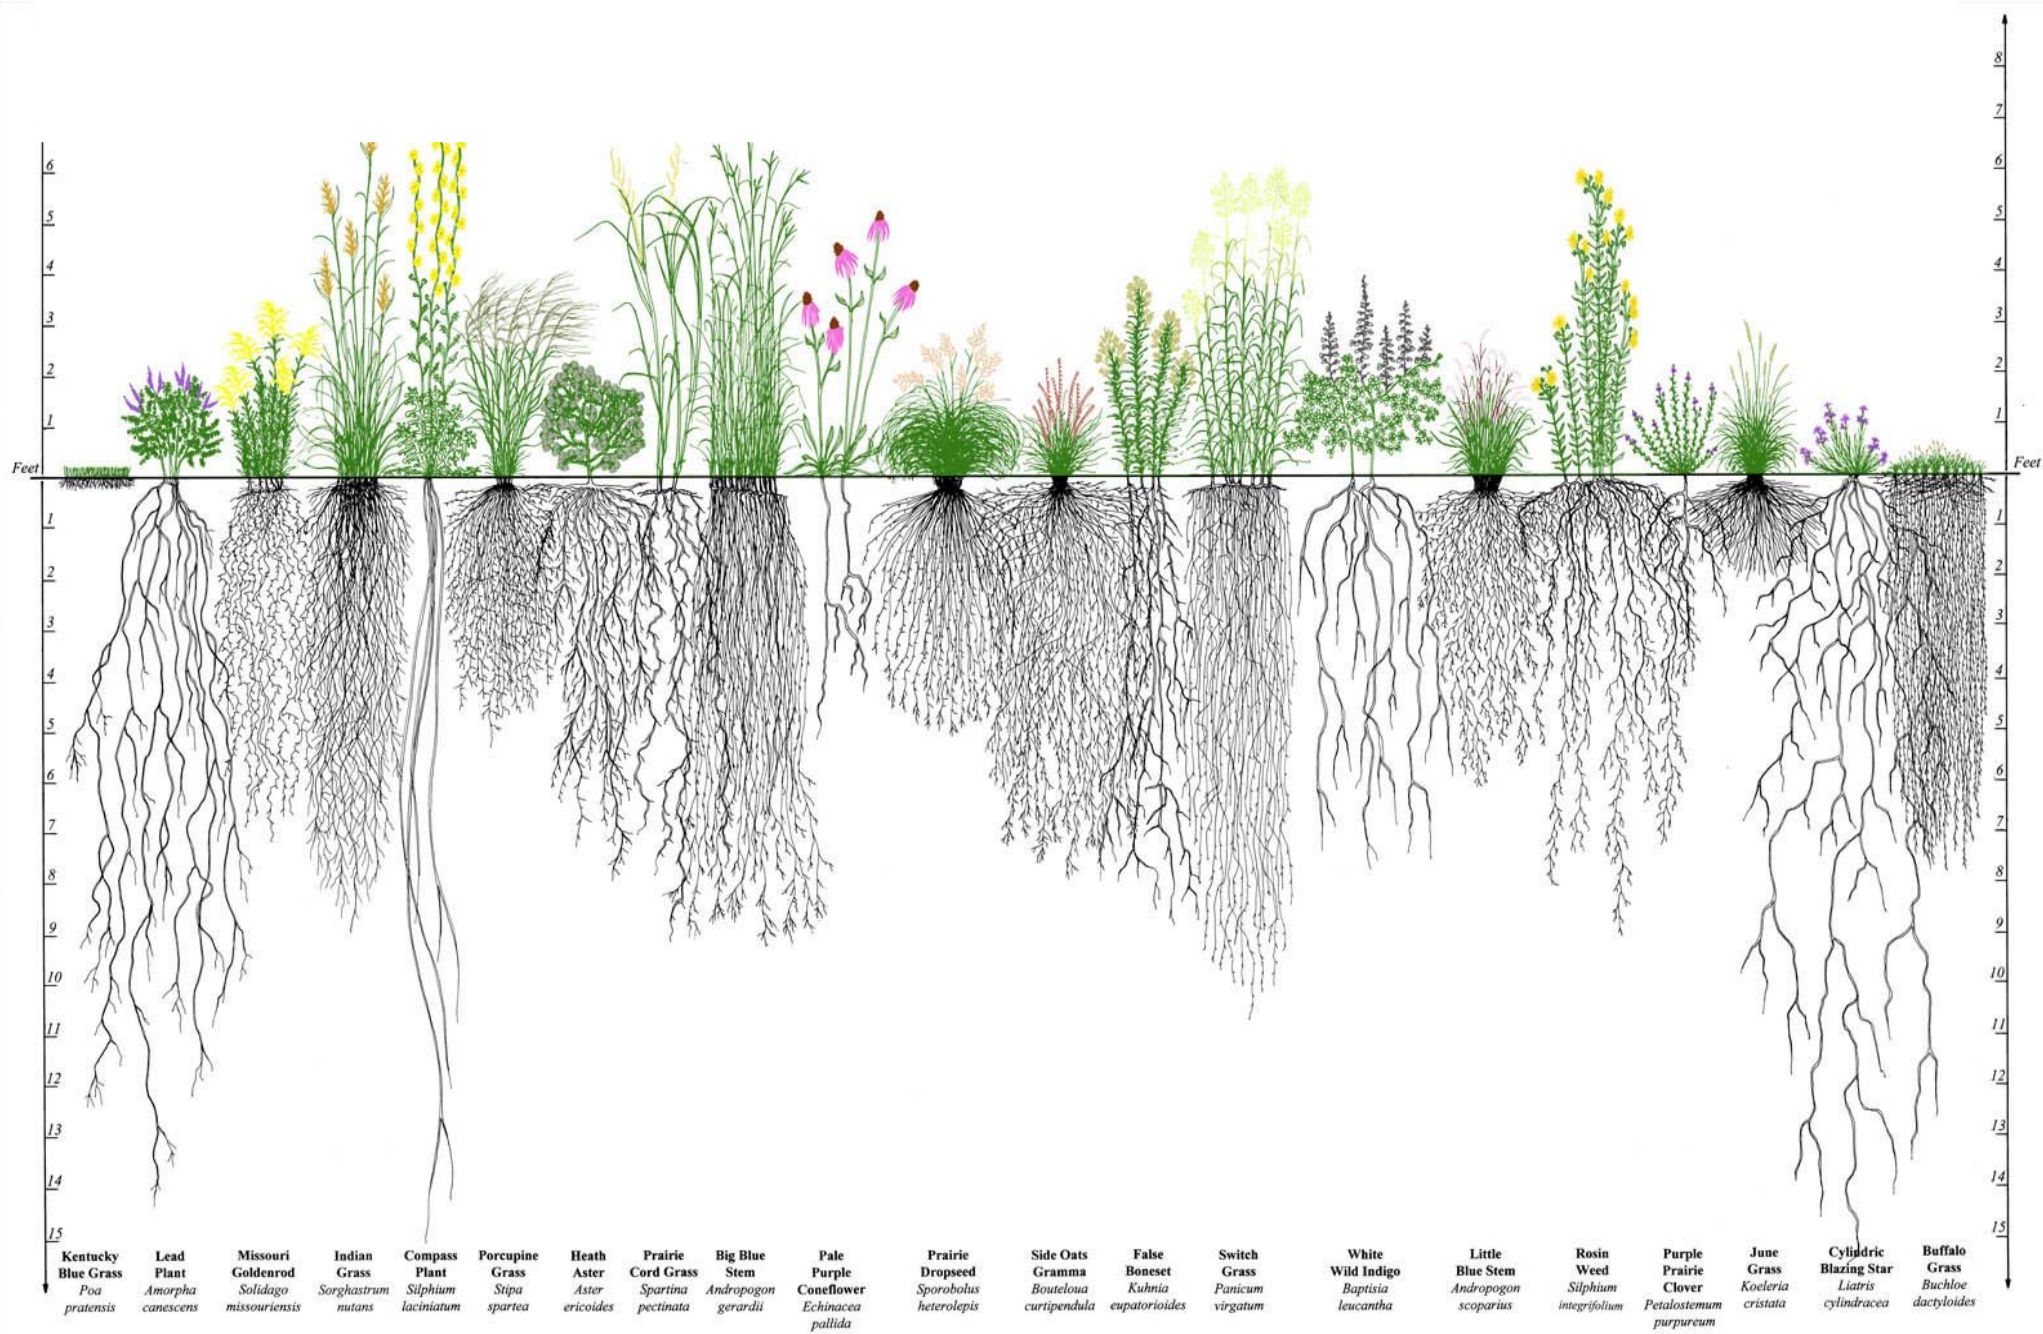 8
7
6
5
4
3
2
1
Feet
1
2
3
4
5
6
7
8
9
10
11
12
13
14
15
6
5
4
3
2
1
Feet
1
2
3
4
5
6
7
8
9
10
11
12
13
14
15
Kentucky
Blue Grass
Poa
pratensis
Lead
Plant
Amorpha
canescens
Missouri
Goldenrod
Solidago
missouriensis
Indian
Grass
Sorghastrum
nutans
Compass
Plant
Silphium
laciniatum
Porcupine
Grass
Stipa
spartea
Heath
Aster
Aster
ericoides
Prairie
Cord Grass
Spartina
pectinata
Big Blue
Stem
Andropogon
gerardii
Pale
Purple
Coneflower
Echinacea
pallida
Prairie
Dropseed
Sporobolus
heterolepis
Side Oats
Gramma
Bouteloua
curtipendula
False
Boneset
Kuhnia
eupatorioides
Switch
Grass
Panicum
virgatum
White
Wild Indigo
Baptisia
leucantha
Little
Blue Stem
Andropogon
scoparius
Rosin
Weed
Silphium
integrifolium
Purple
Prairie
Clover
Petalostemum
purpureum
June
Grass
Koeleria
cristata
Cylindric
Blazing Star
Liatris
cylindracea
Buffalo
Grass
Buchloe
dactyloides